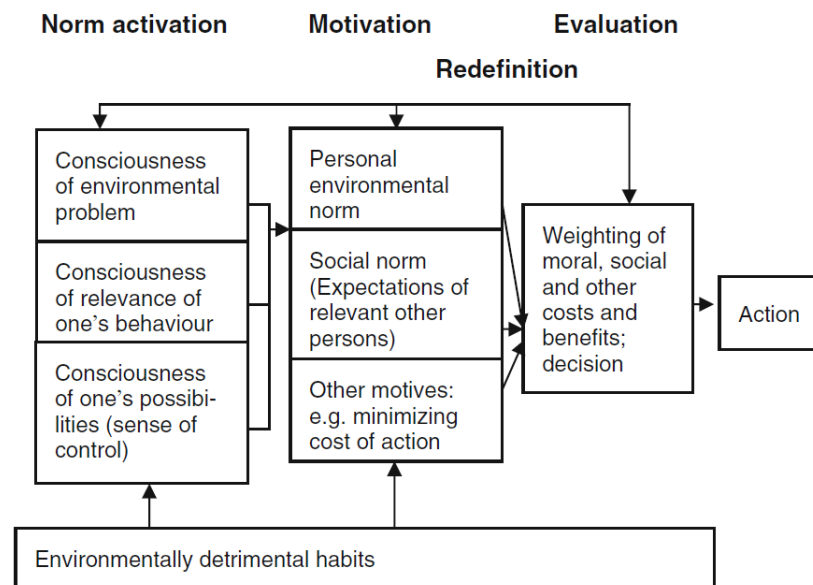 Norm activation
Motivation
Evaluation
Redefinition
Consciousness
of environmental
problem
Consciousness
of relevance of
one's behaviour
Consciousness
of one's possibi-
lities (sense of
control)
Personal
environmental
norm
Social norm
(Expectations of
relevant other
persons)
Other motives:
e.g. minimizing
cost of action
Weighting of
moral, social
and other
costs and
benefits;
decision
Action
Environmentally detrimental habits